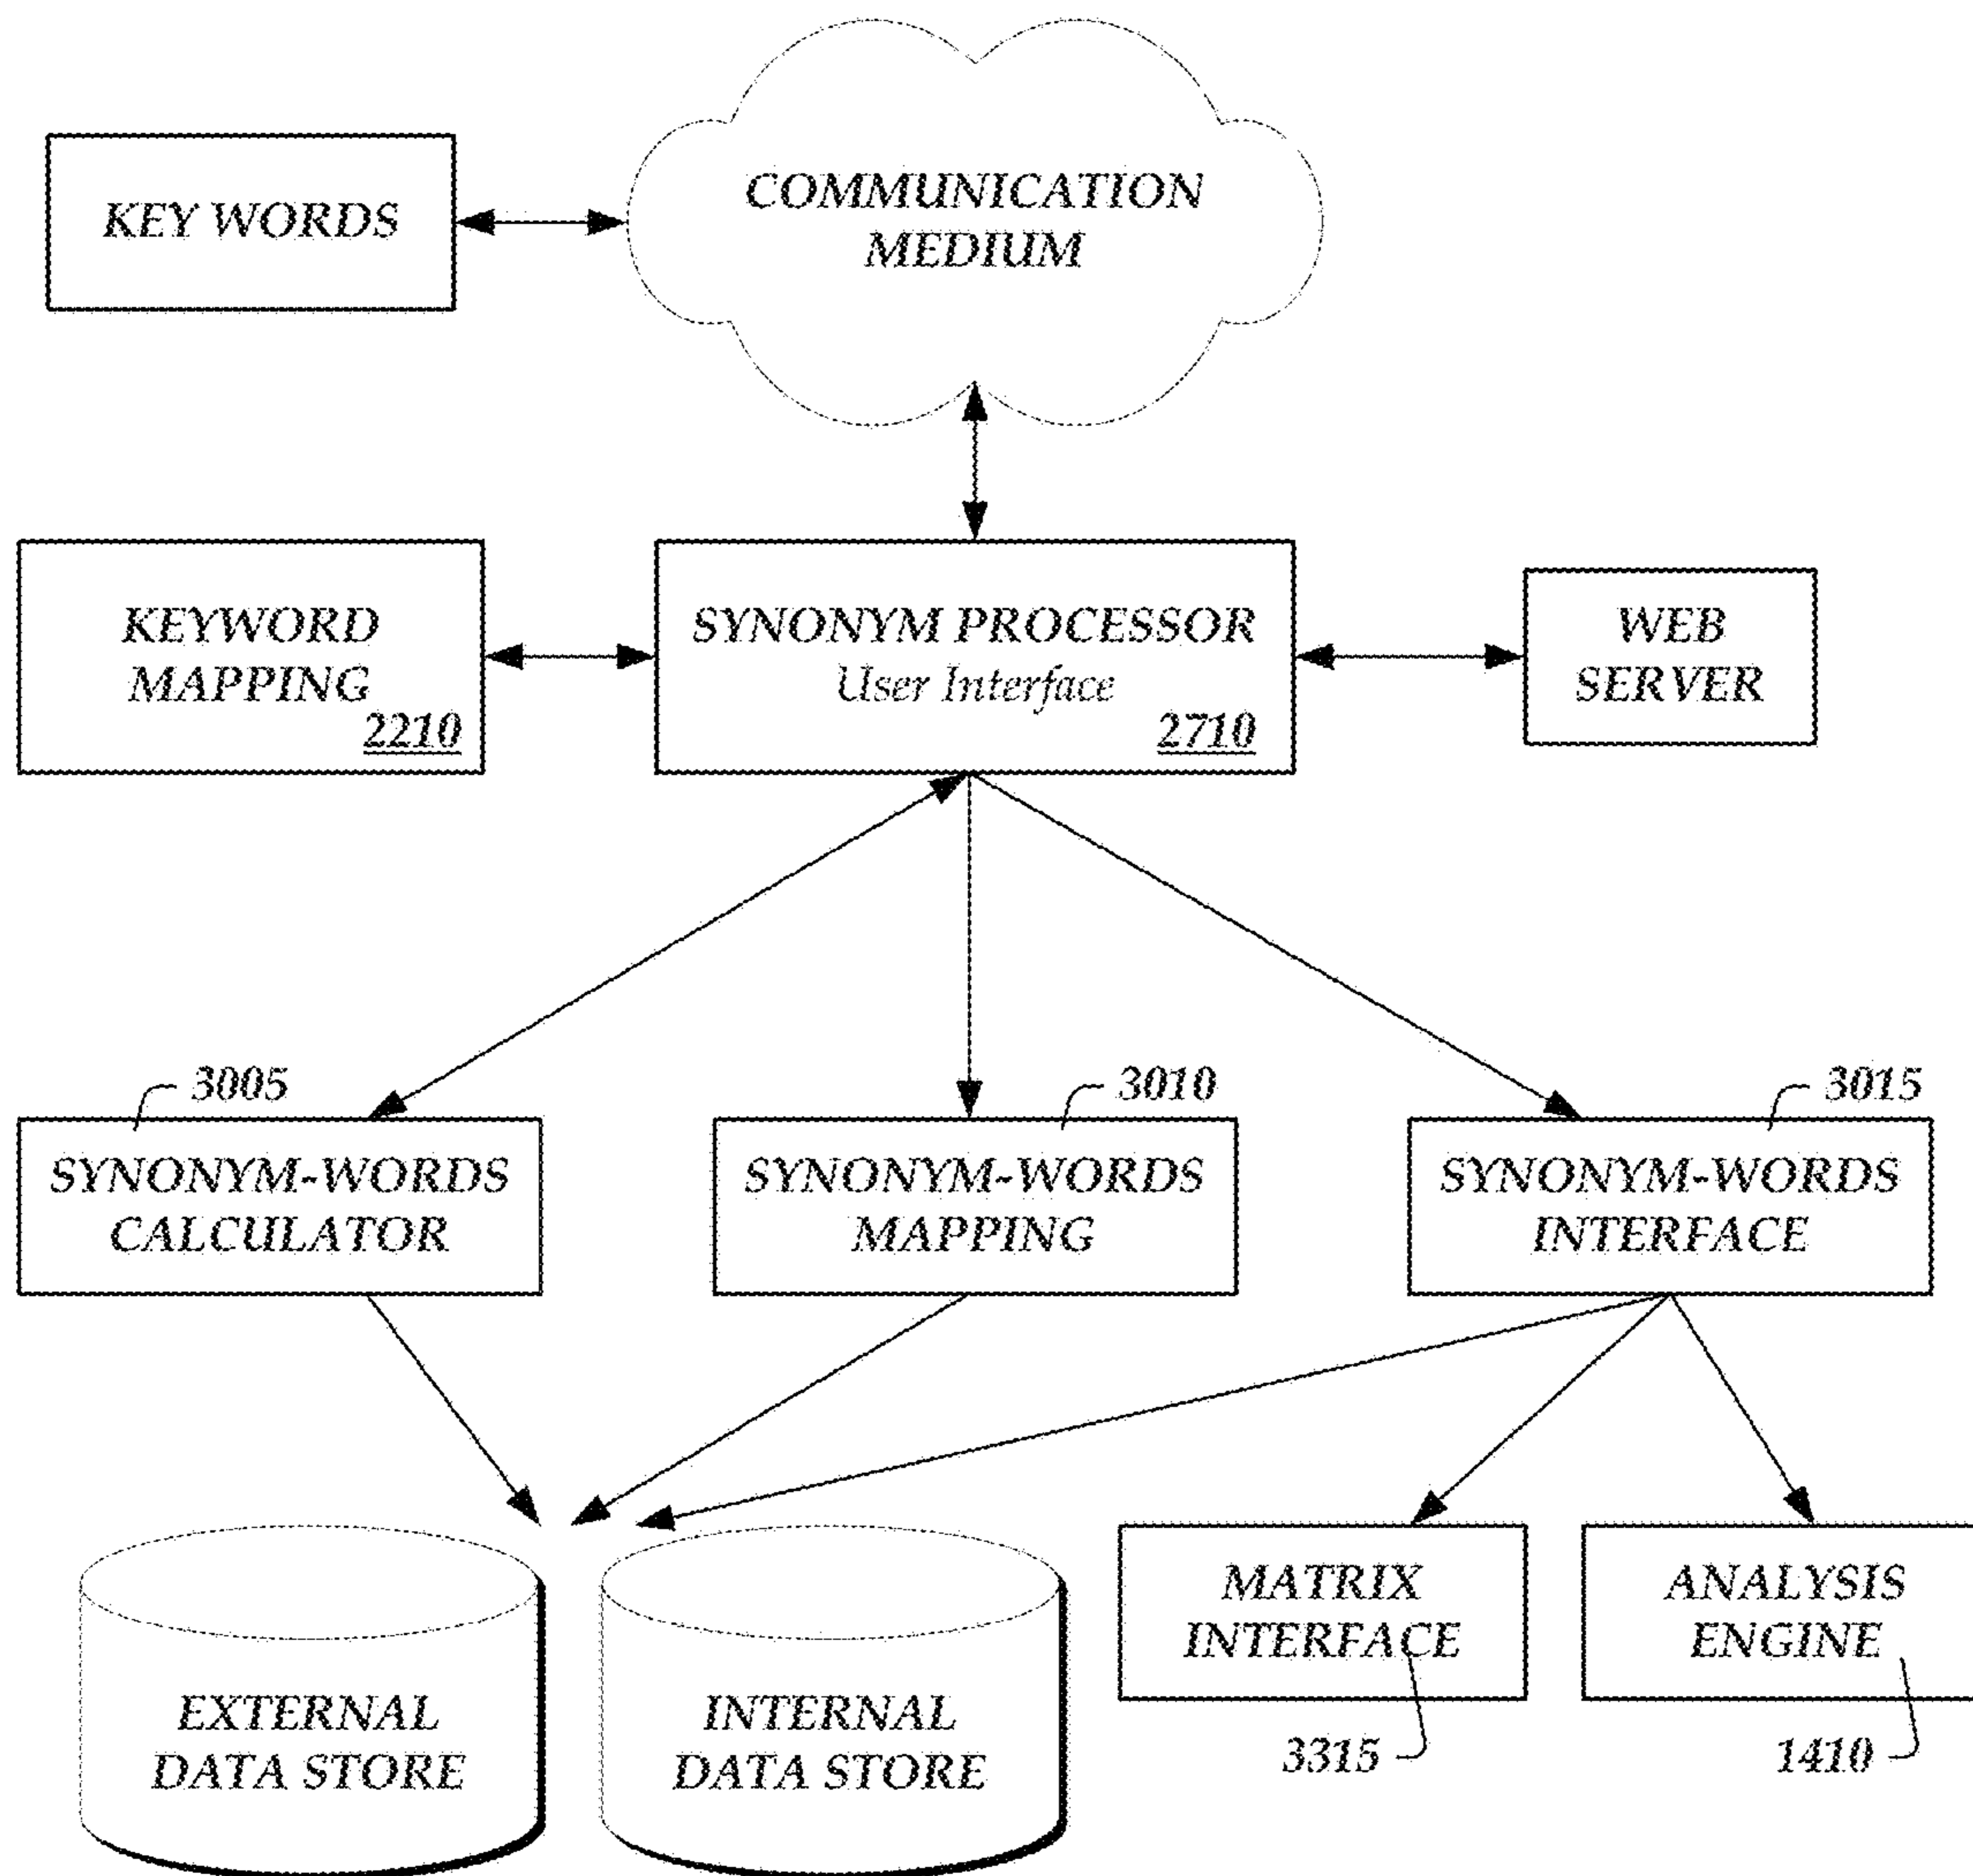 KEY WORDS
COMMUNICATION
MEDIUM
KEYWORD
MAPPING
2210
SYNONYM PROCESSOR
User Interface
2710
WEB
SERVER
3005
SYNONYM-WORDS
CALCULATOR
3010
SYNONYM-WORDS
MAPPING
3015
SYNONYM-WORDS
INTERFACE
EXTERNAL
DATA STORE
INTERNAL
DATA STORE
MATRIX
INTERFACE
3315
ANALYSIS
ENGINE
1410